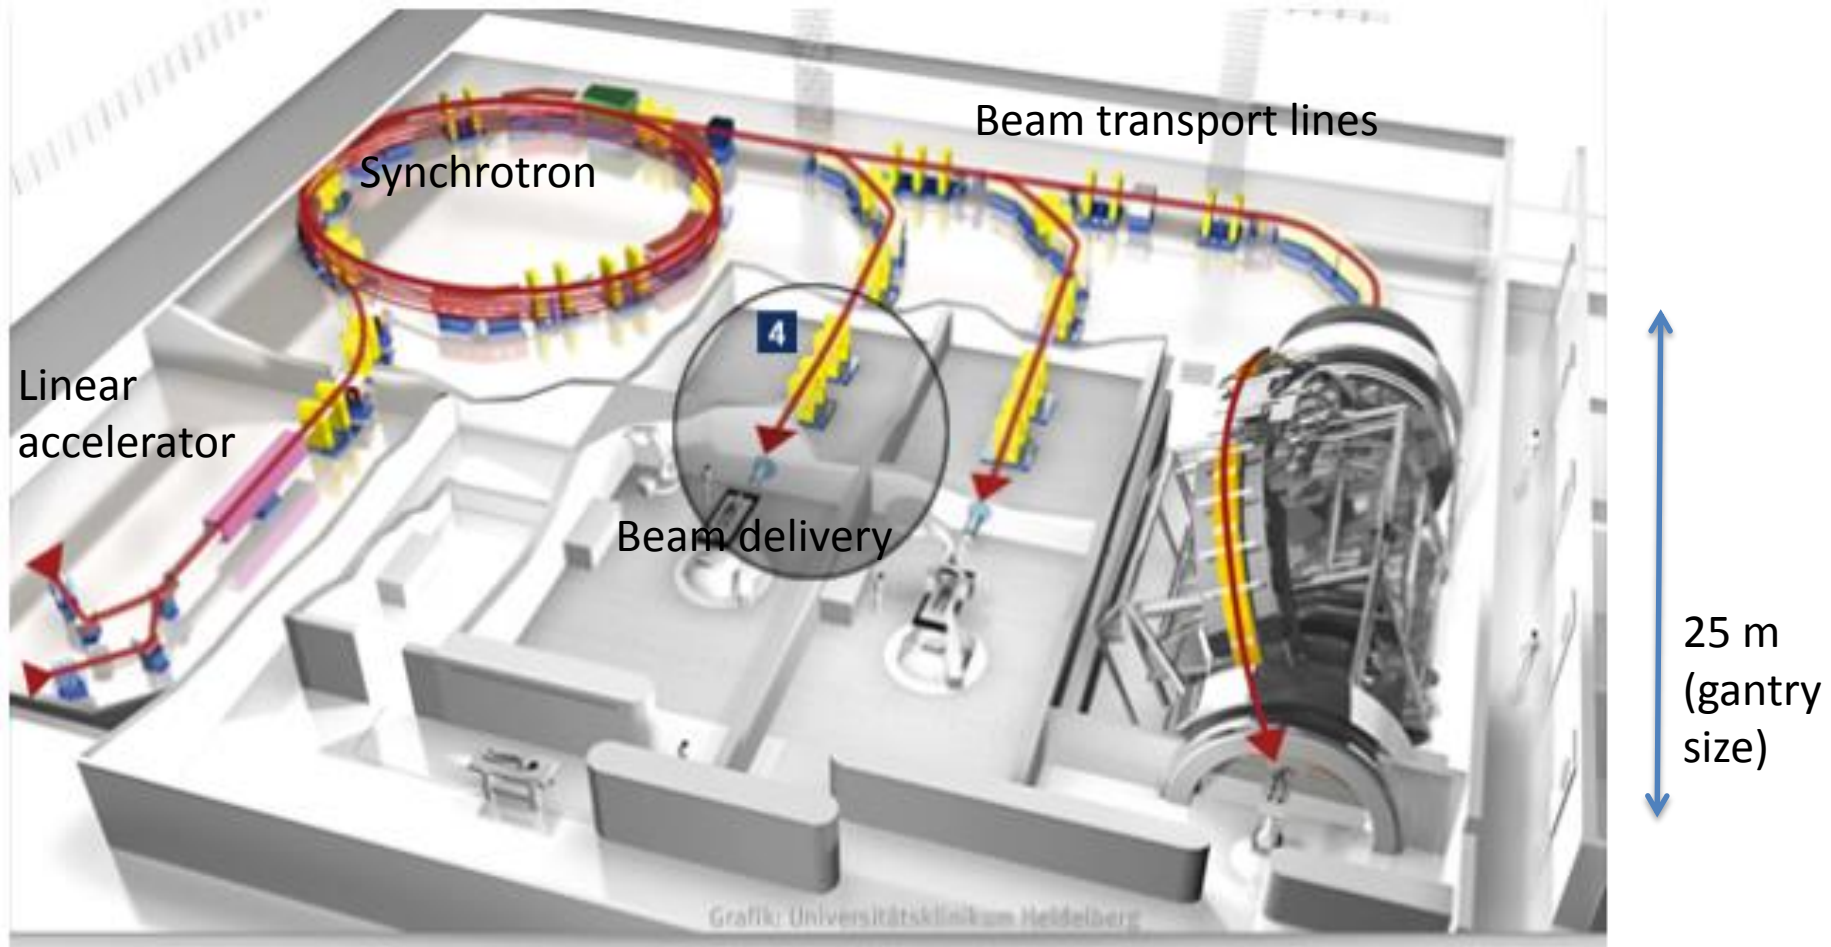 Beam transport lines
Synchrotron
4
Linear
accelerator
Beam delivery
25 m
(gantry
size)
Grafik: Universitätsklinikum Heidelberg